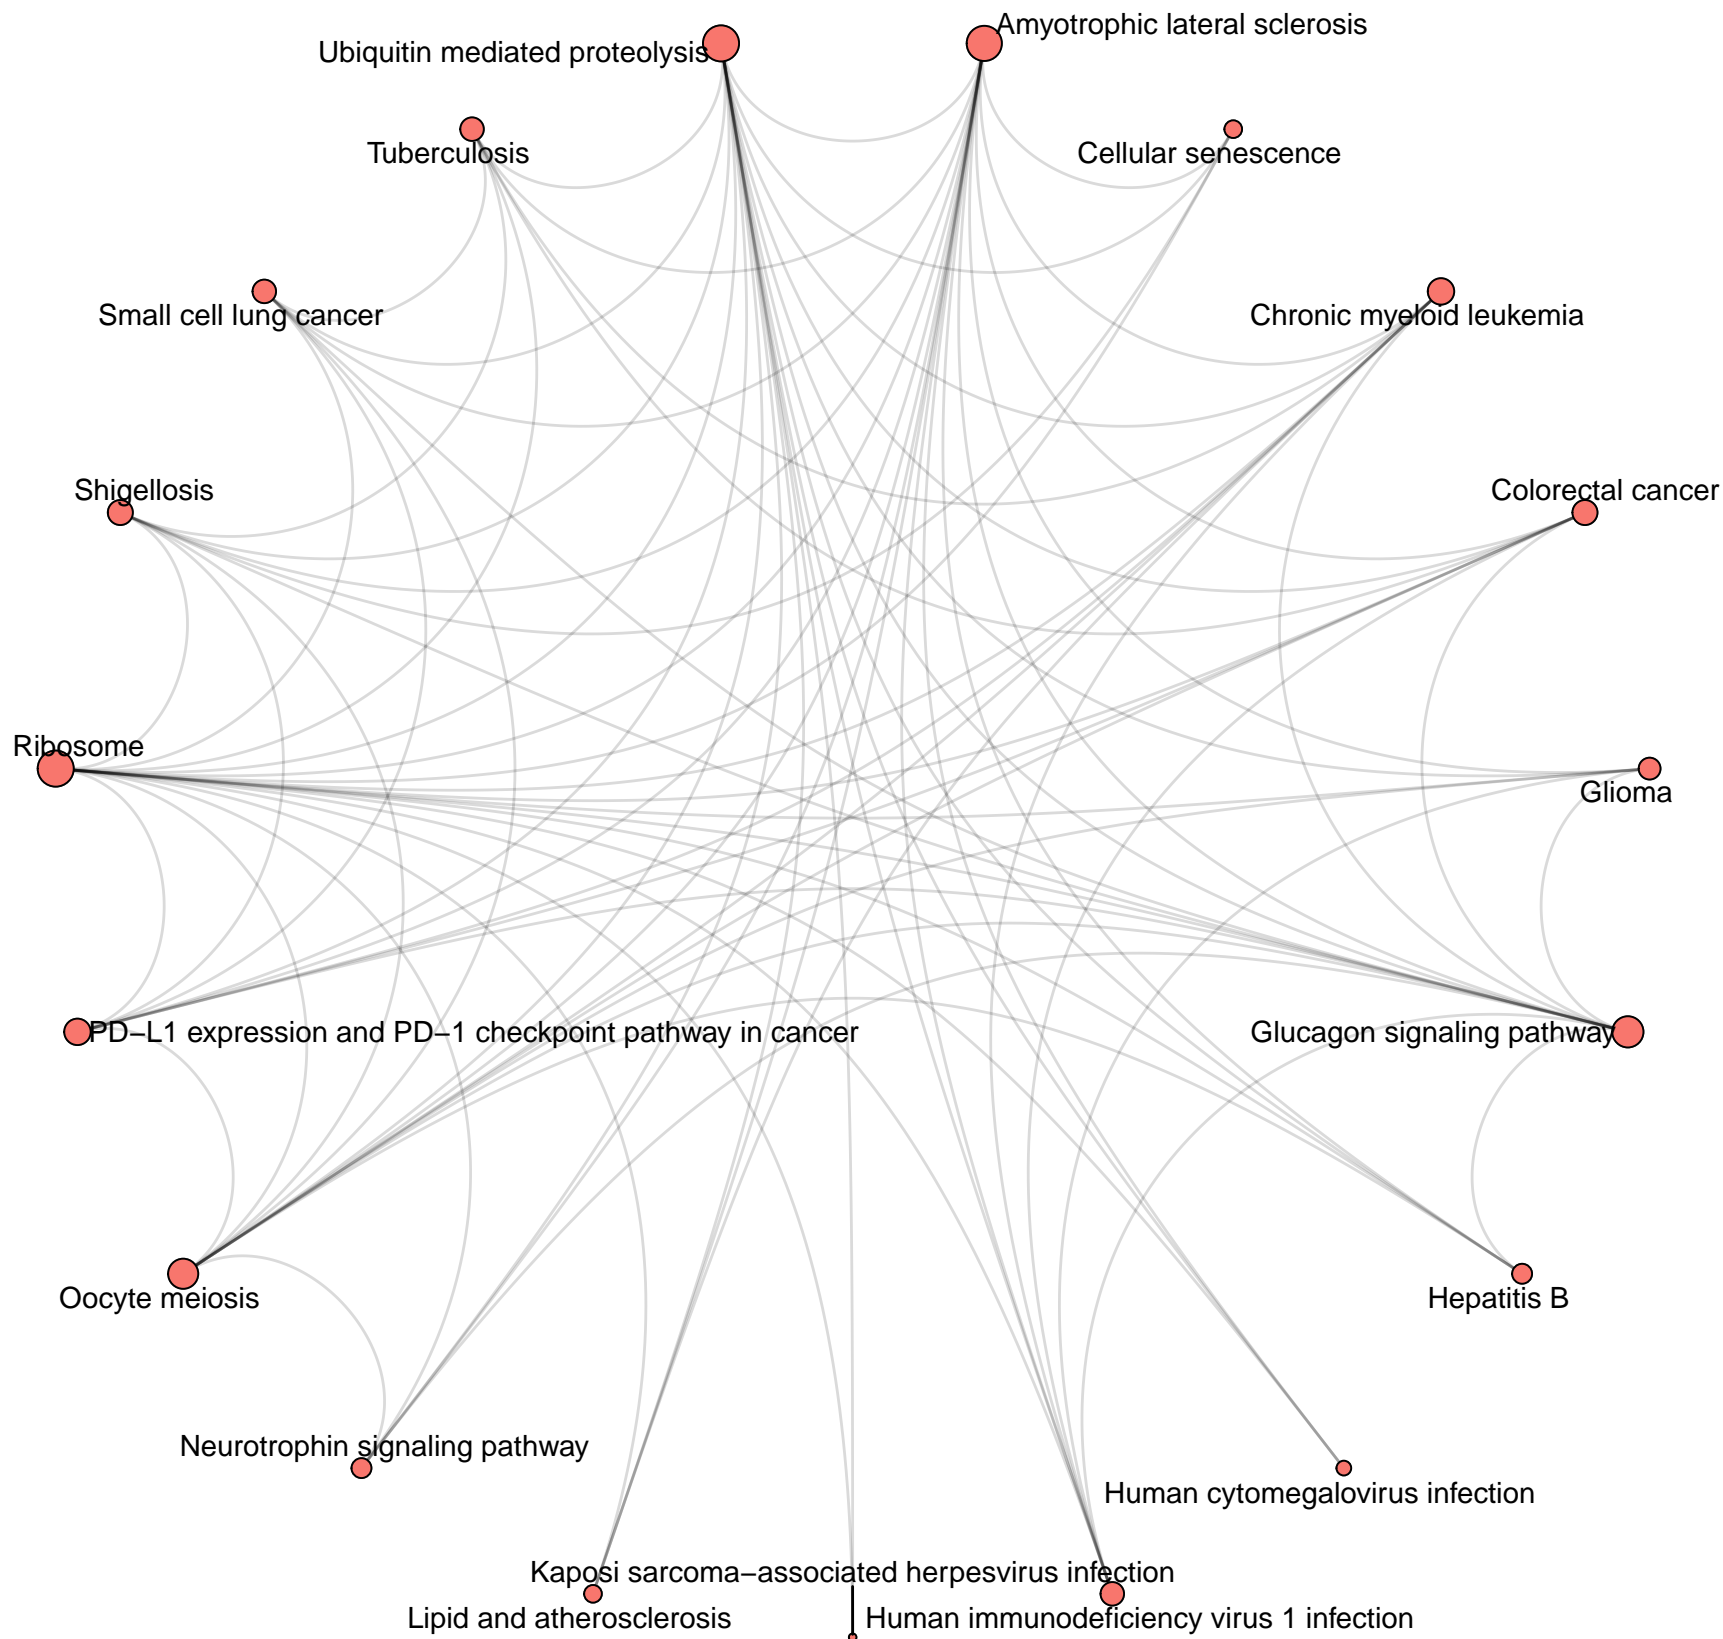 Amyotrophic lateral sclerosis
Ubiquitin mediated proteolysis
Tuberculosis
Cellular senescence
Small cell lung cancer
Chronic myeloid leukemia
Shigellosis
Colorectal cancer
Ribosome
Glioma
PD−L1 expression and PD−1 checkpoint pathway in cancer
Glucagon signaling pathway
Oocyte meiosis
Hepatitis B
Neurotrophin signaling pathway
Human cytomegalovirus infection
Kaposi sarcoma−associated herpesvirus infection
Lipid and atherosclerosis
Human immunodeficiency virus 1 infection